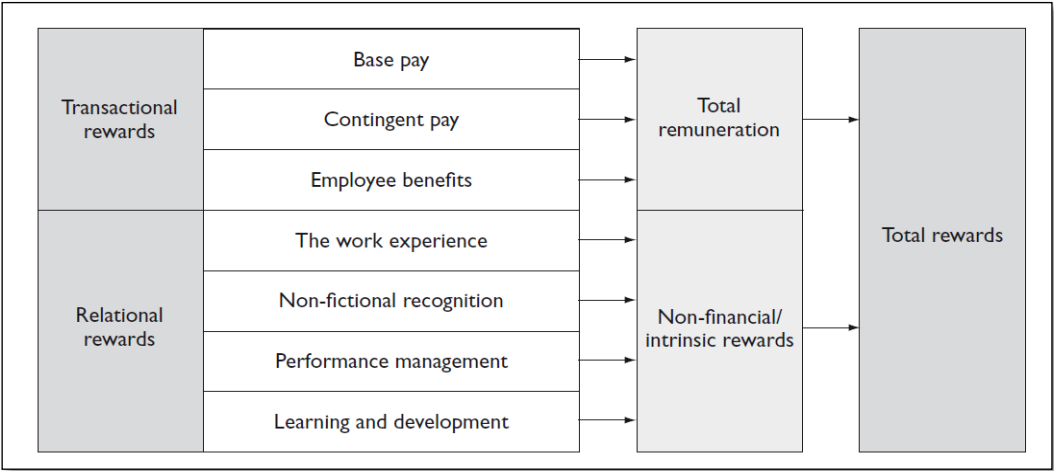 Transactional
rewards
Base pay
Contingent pay
Employee benefits
Total
remuneration
Relational
rewards
The work experience
Non-fictional recognition
Performance management
Learning and development
Non-financial/
intrinsic rewards
Total rewards